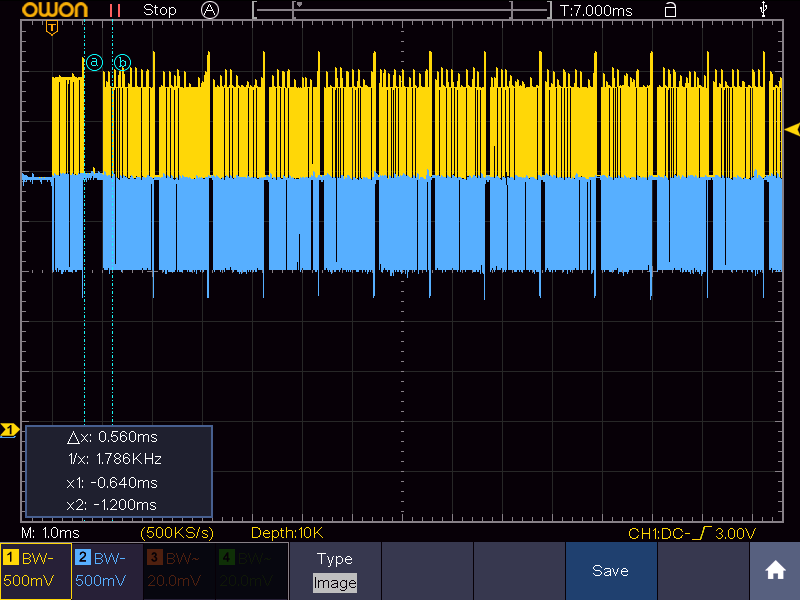 OWON Stop A T:7.000ms
T
a b
1
Δx: 0.560ms
1/x: 1.786KHz
x1: -0.640ms
x2: -1.200ms
M: 1.0ms (500KS/s) Depth:10K CH1:DC- 3.00V
1 BW~ 2 BW~ 3 BW~ 4 BW~ Type
500mV 500mV 20.0mV 20.0mV Image Save